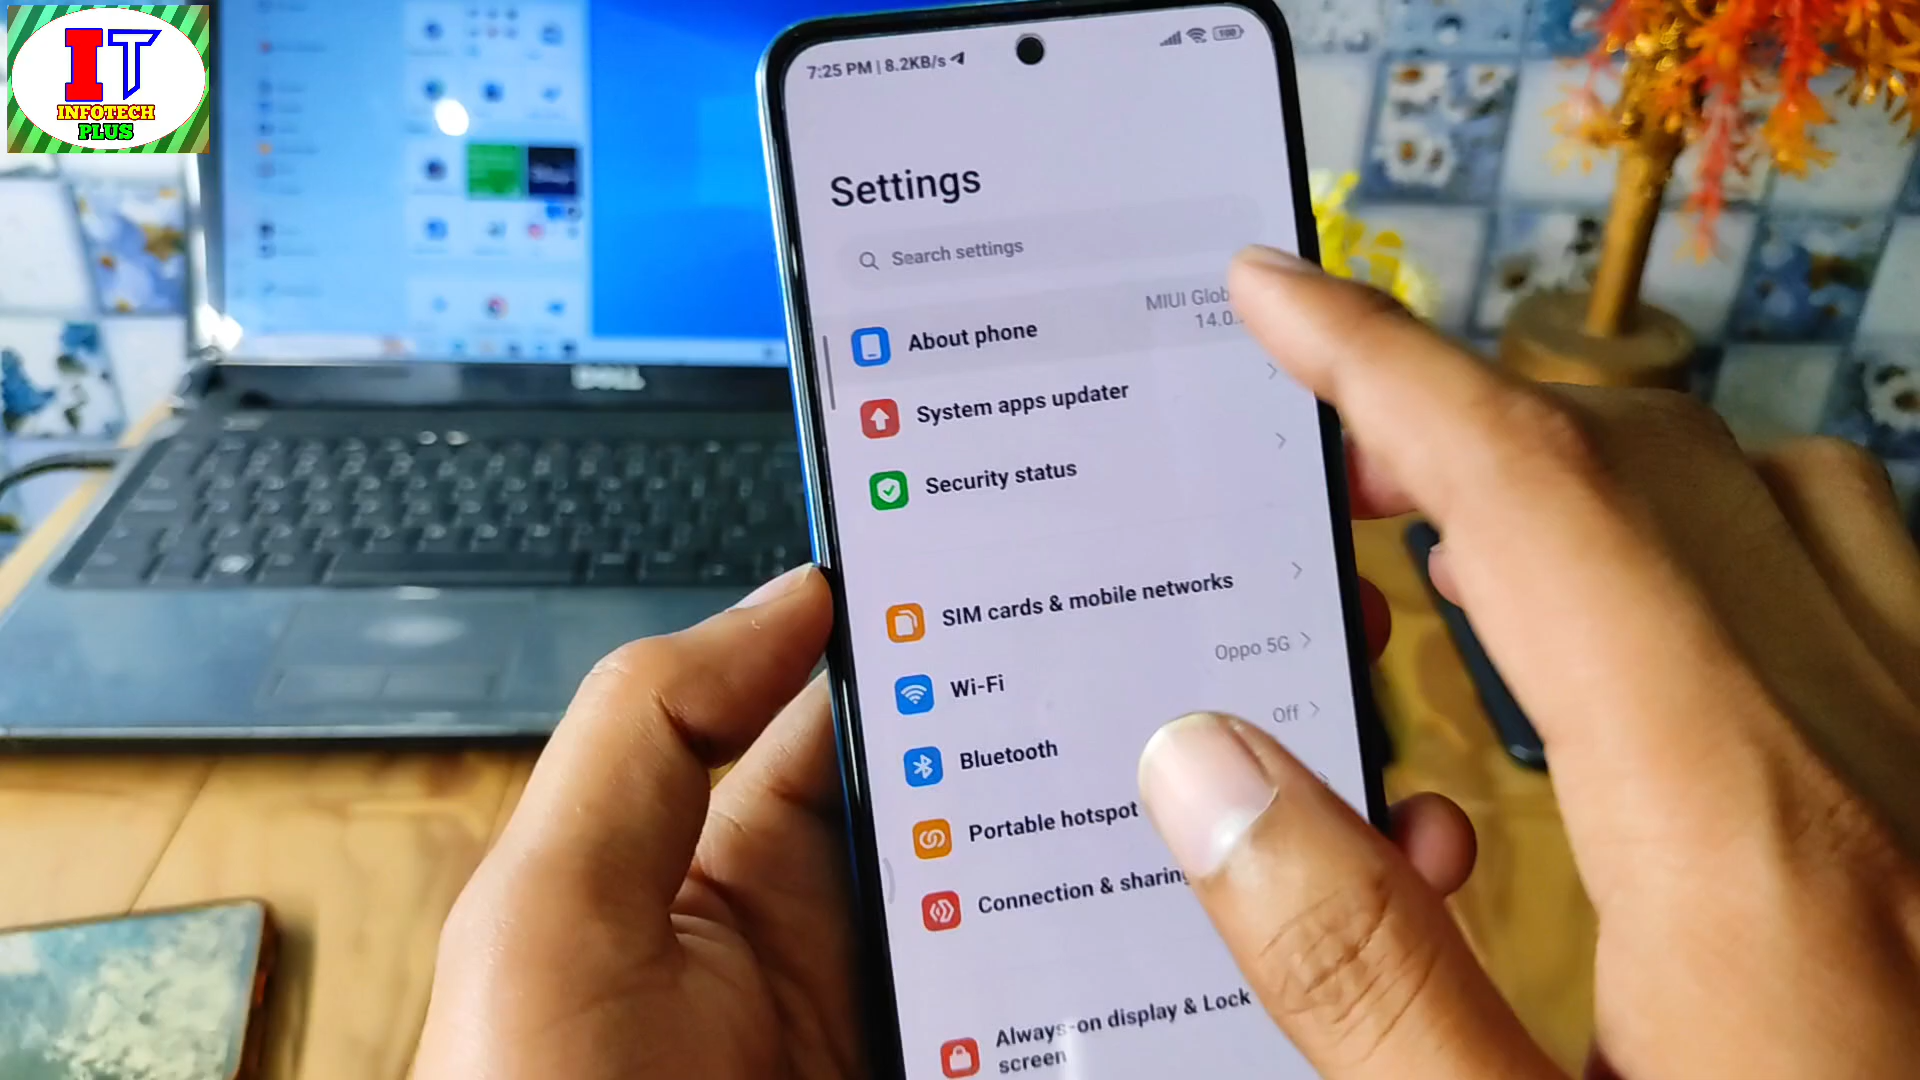 IT
INFOTECH
PLUS
7:25 PM | 8.2KB/s
100
Settings
Search settings
About phone
MIUI Glob
14.0..
System apps updater
Security status
SIM cards & mobile networks
Wi-Fi
Oppo 5G
Bluetooth
Off
Portable hotspot
Connection & sharing
Always-on display & Lock
screen
DELL